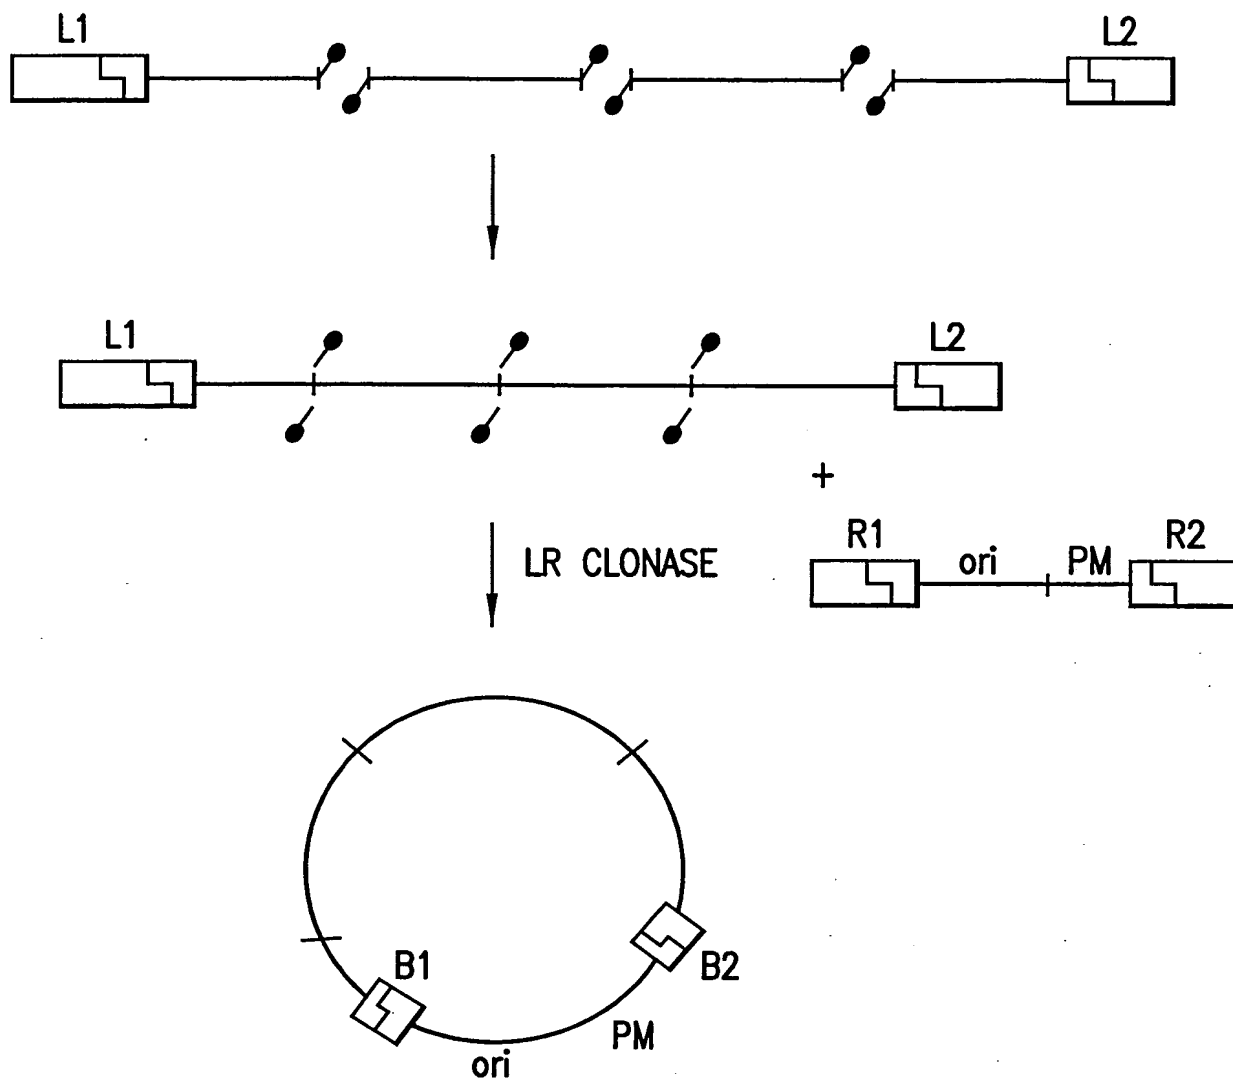 L1 L2
L1 L2
+
LR CLONASE
R1 ori PM R2
B1 B2
ori PM